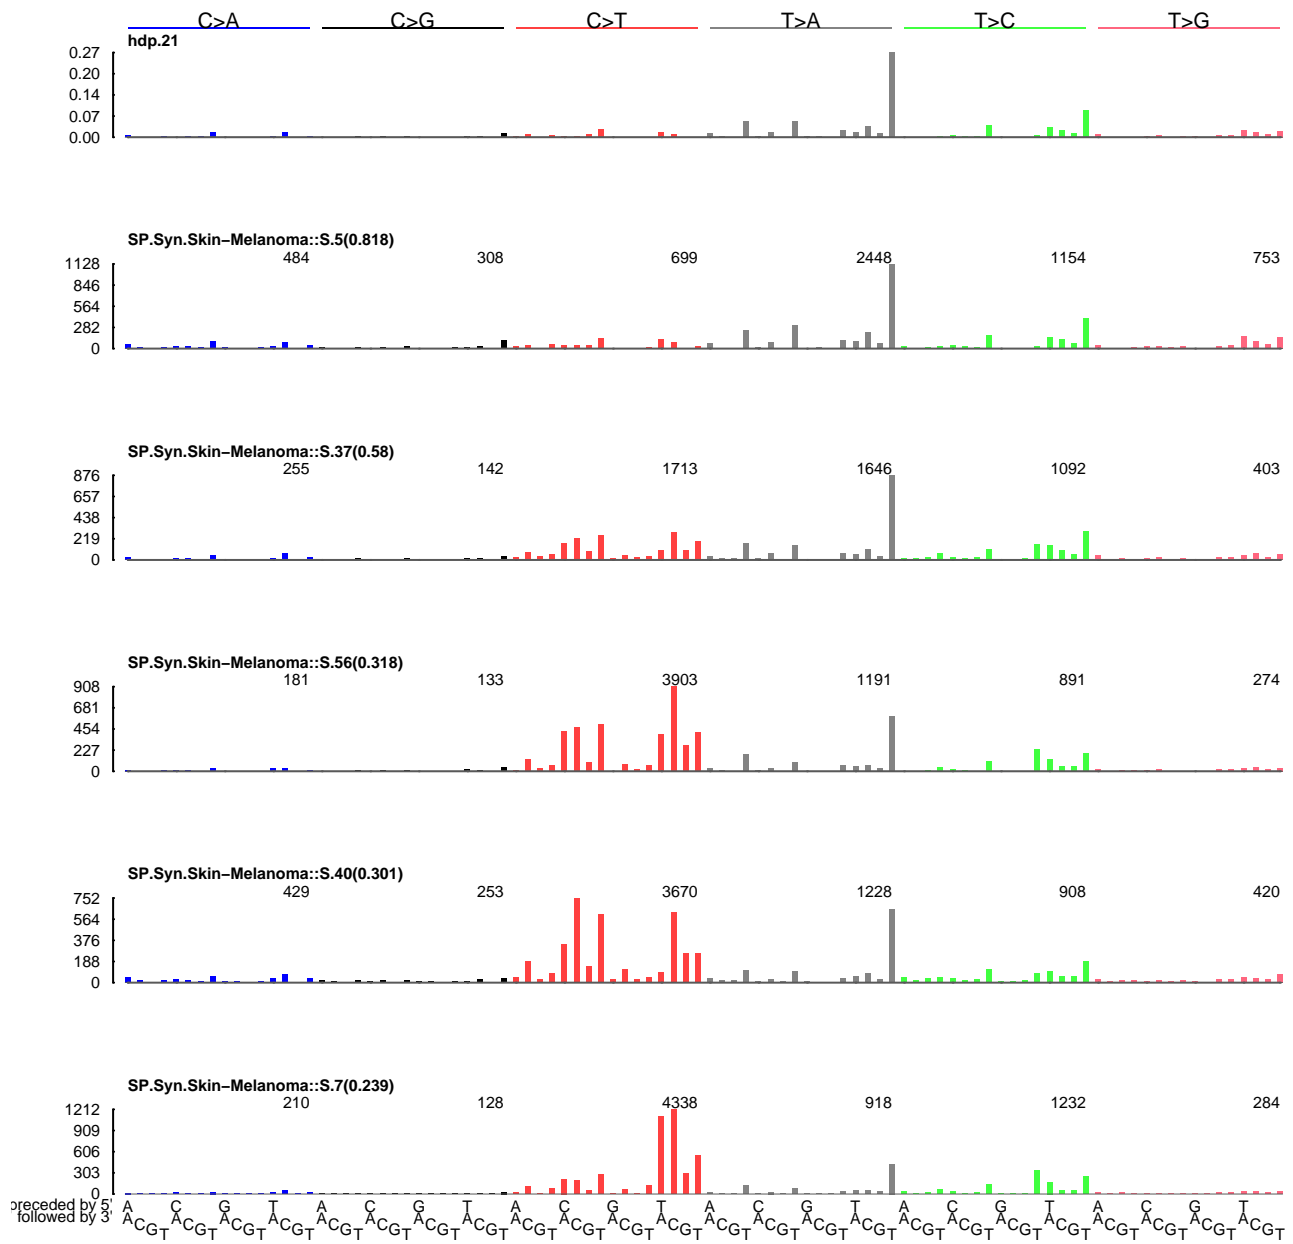 C>A C>G C>T T>A T>C T>G
hdp.21
0.27
0.20
0.14
0.07
0.00
SP.Syn.Skin−Melanoma::S.5(0.818)
484 308 699 2448 1154 753
1128
846
564
282
0
SP.Syn.Skin−Melanoma::S.37(0.58)
255 142 1713 1646 1092 403
876
657
438
219
0
SP.Syn.Skin−Melanoma::S.56(0.318)
181 133 3903 1191 891 274
908
681
454
227
0
SP.Syn.Skin−Melanoma::S.40(0.301)
429 253 3670 1228 908 420
752
564
376
188
0
SP.Syn.Skin−Melanoma::S.7(0.239)
210 128 4338 918 1232 284
1212
909
606
303
0
preceded by 5' A C G T A C G T A C G T A C G T A C G T A C G T
followed by 3' A C G T A C G T A C G T A C G T A C G T A C G T A C G T A C G T A C G T A C G T A C G T A C G T A C G T A C G T A C G T A C G T A C G T A C G T A C G T A C G T A C G T A C G T A C G T A C G T